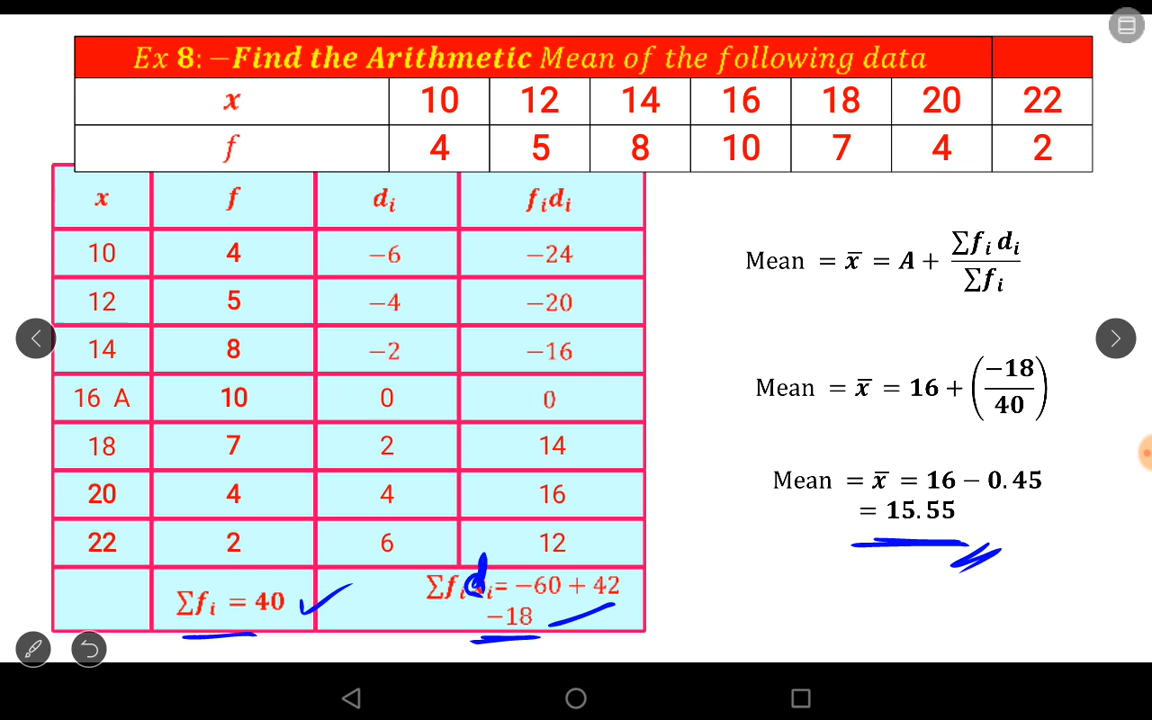 Ex 8: −Find the Arithmetic Mean of the following data
x 10 12 14 16 18 20 22
f 4 5 8 10 7 4 2
x f dᵢ fᵢdᵢ
10 4 −6 −24
12 5 −4 −20
14 8 −2 −16
16 A 10 0 0
18 7 2 14
20 4 4 16
22 2 6 12
∑fᵢ = 40 ∑fᵢdᵢ= −60 + 42
−18
Mean = x̄ = A + ∑fᵢ dᵢ / ∑fᵢ
Mean = x̄ = 16 + (−18/40)
Mean = x̄ = 16 − 0.45
= 15.55